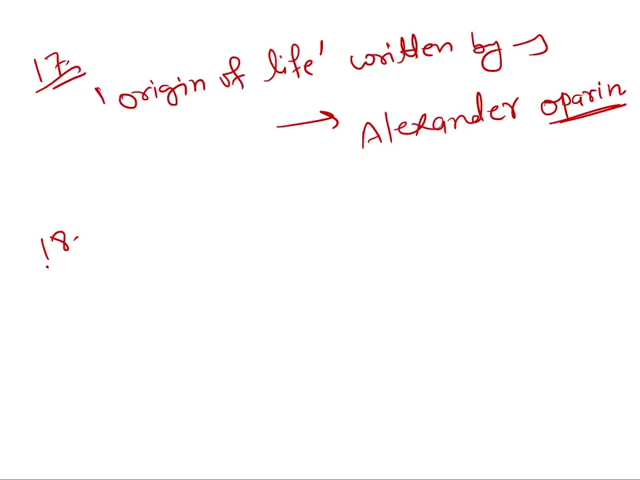 17. 'origin of life' written by →
→ Alexander oparin
18.